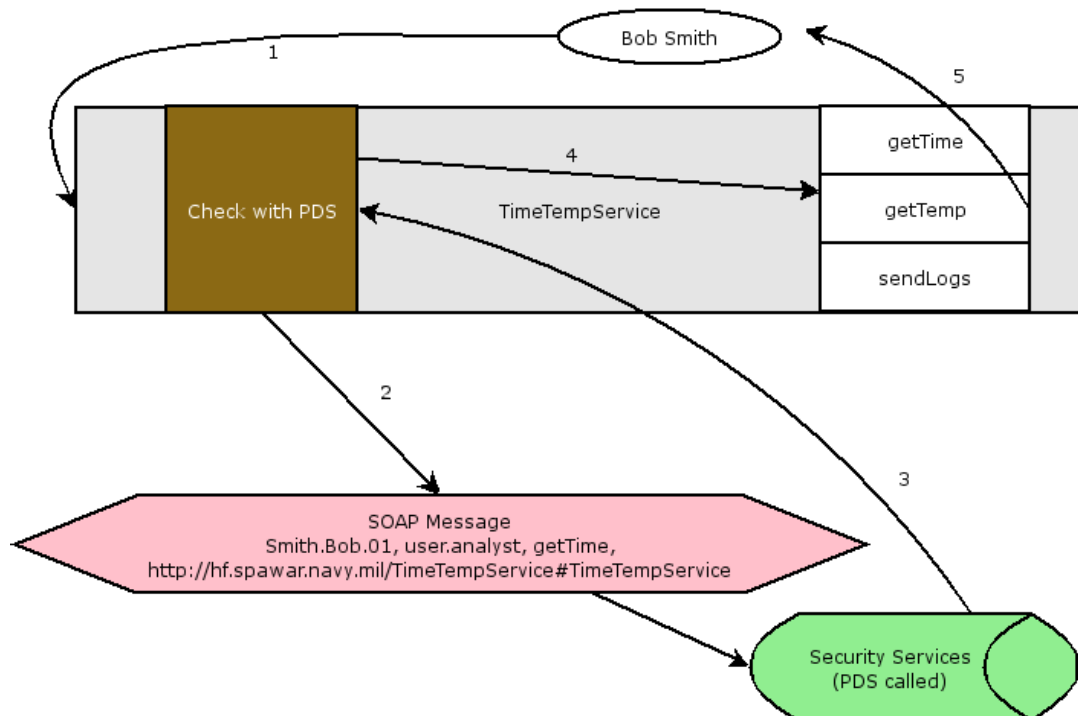 Bob Smith
1
5
getTime
4
Check with PDS
TimeTempService
getTemp
sendLogs
2
3
SOAP Message
Smith.Bob.01, user.analyst, getTime,
http://hf.spawar.navy.mil/TimeTempService#TimeTempService
Security Services
(PDS called)